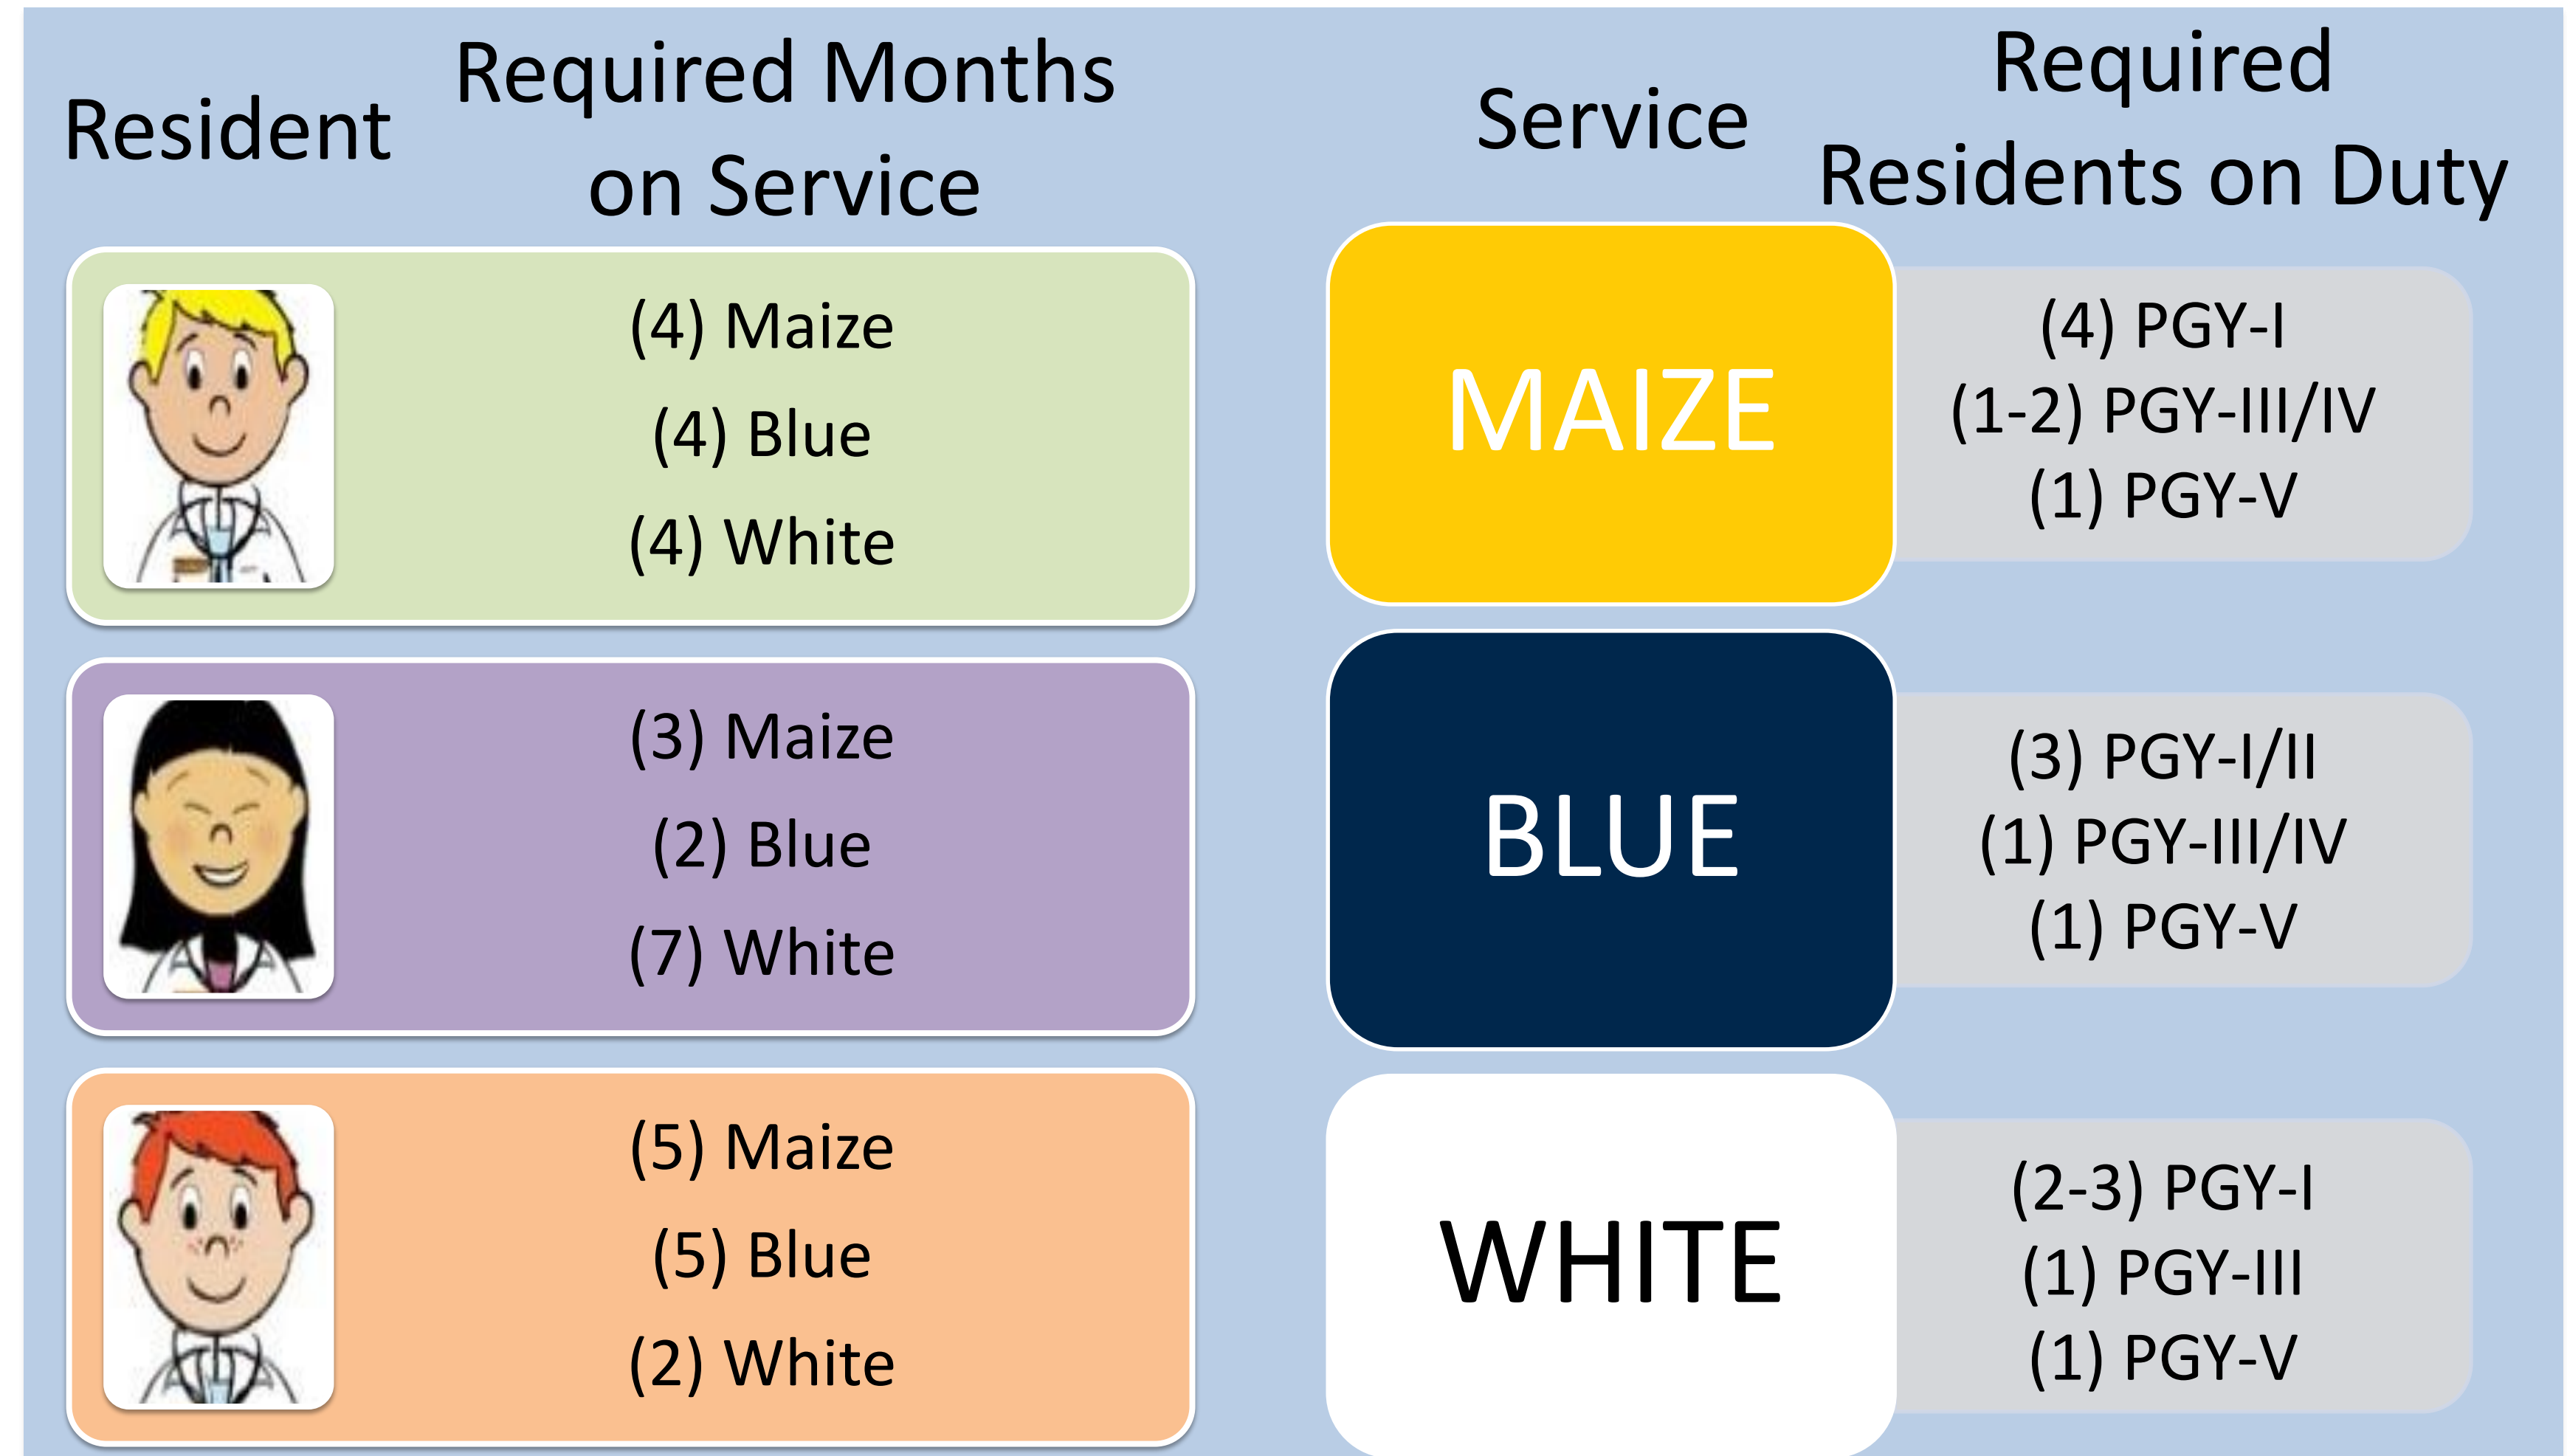 Resident
Required Months
on Service
(4) Maize
(4) Blue
(4) White
(3) Maize
(2) Blue
(7) White
(5) Maize
(5) Blue
(2) White
Service
Required
Residents on Duty
MAIZE
(4) PGY-I
(1-2) PGY-III/IV
(1) PGY-V
BLUE
(3) PGY-I/II
(1) PGY-III/IV
(1) PGY-V
WHITE
(2-3) PGY-I
(1) PGY-III
(1) PGY-V